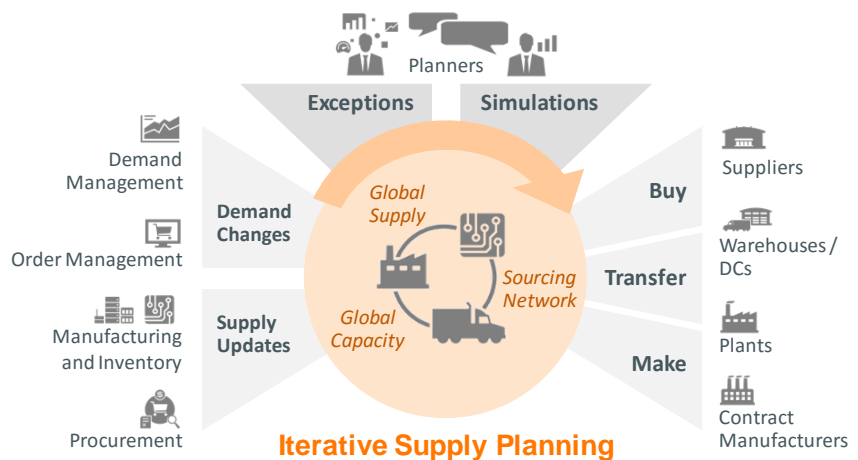 Planners
Exceptions
Simulations
Demand
Management
Order Management
Manufacturing
and Inventory
Procurement
Demand
Changes
Supply
Updates
Global
Supply
Sourcing
Network
Global
Capacity
Buy
Transfer
Make
Suppliers
Warehouses /
DCs
Plants
Contract
Manufacturers
Iterative Supply Planning